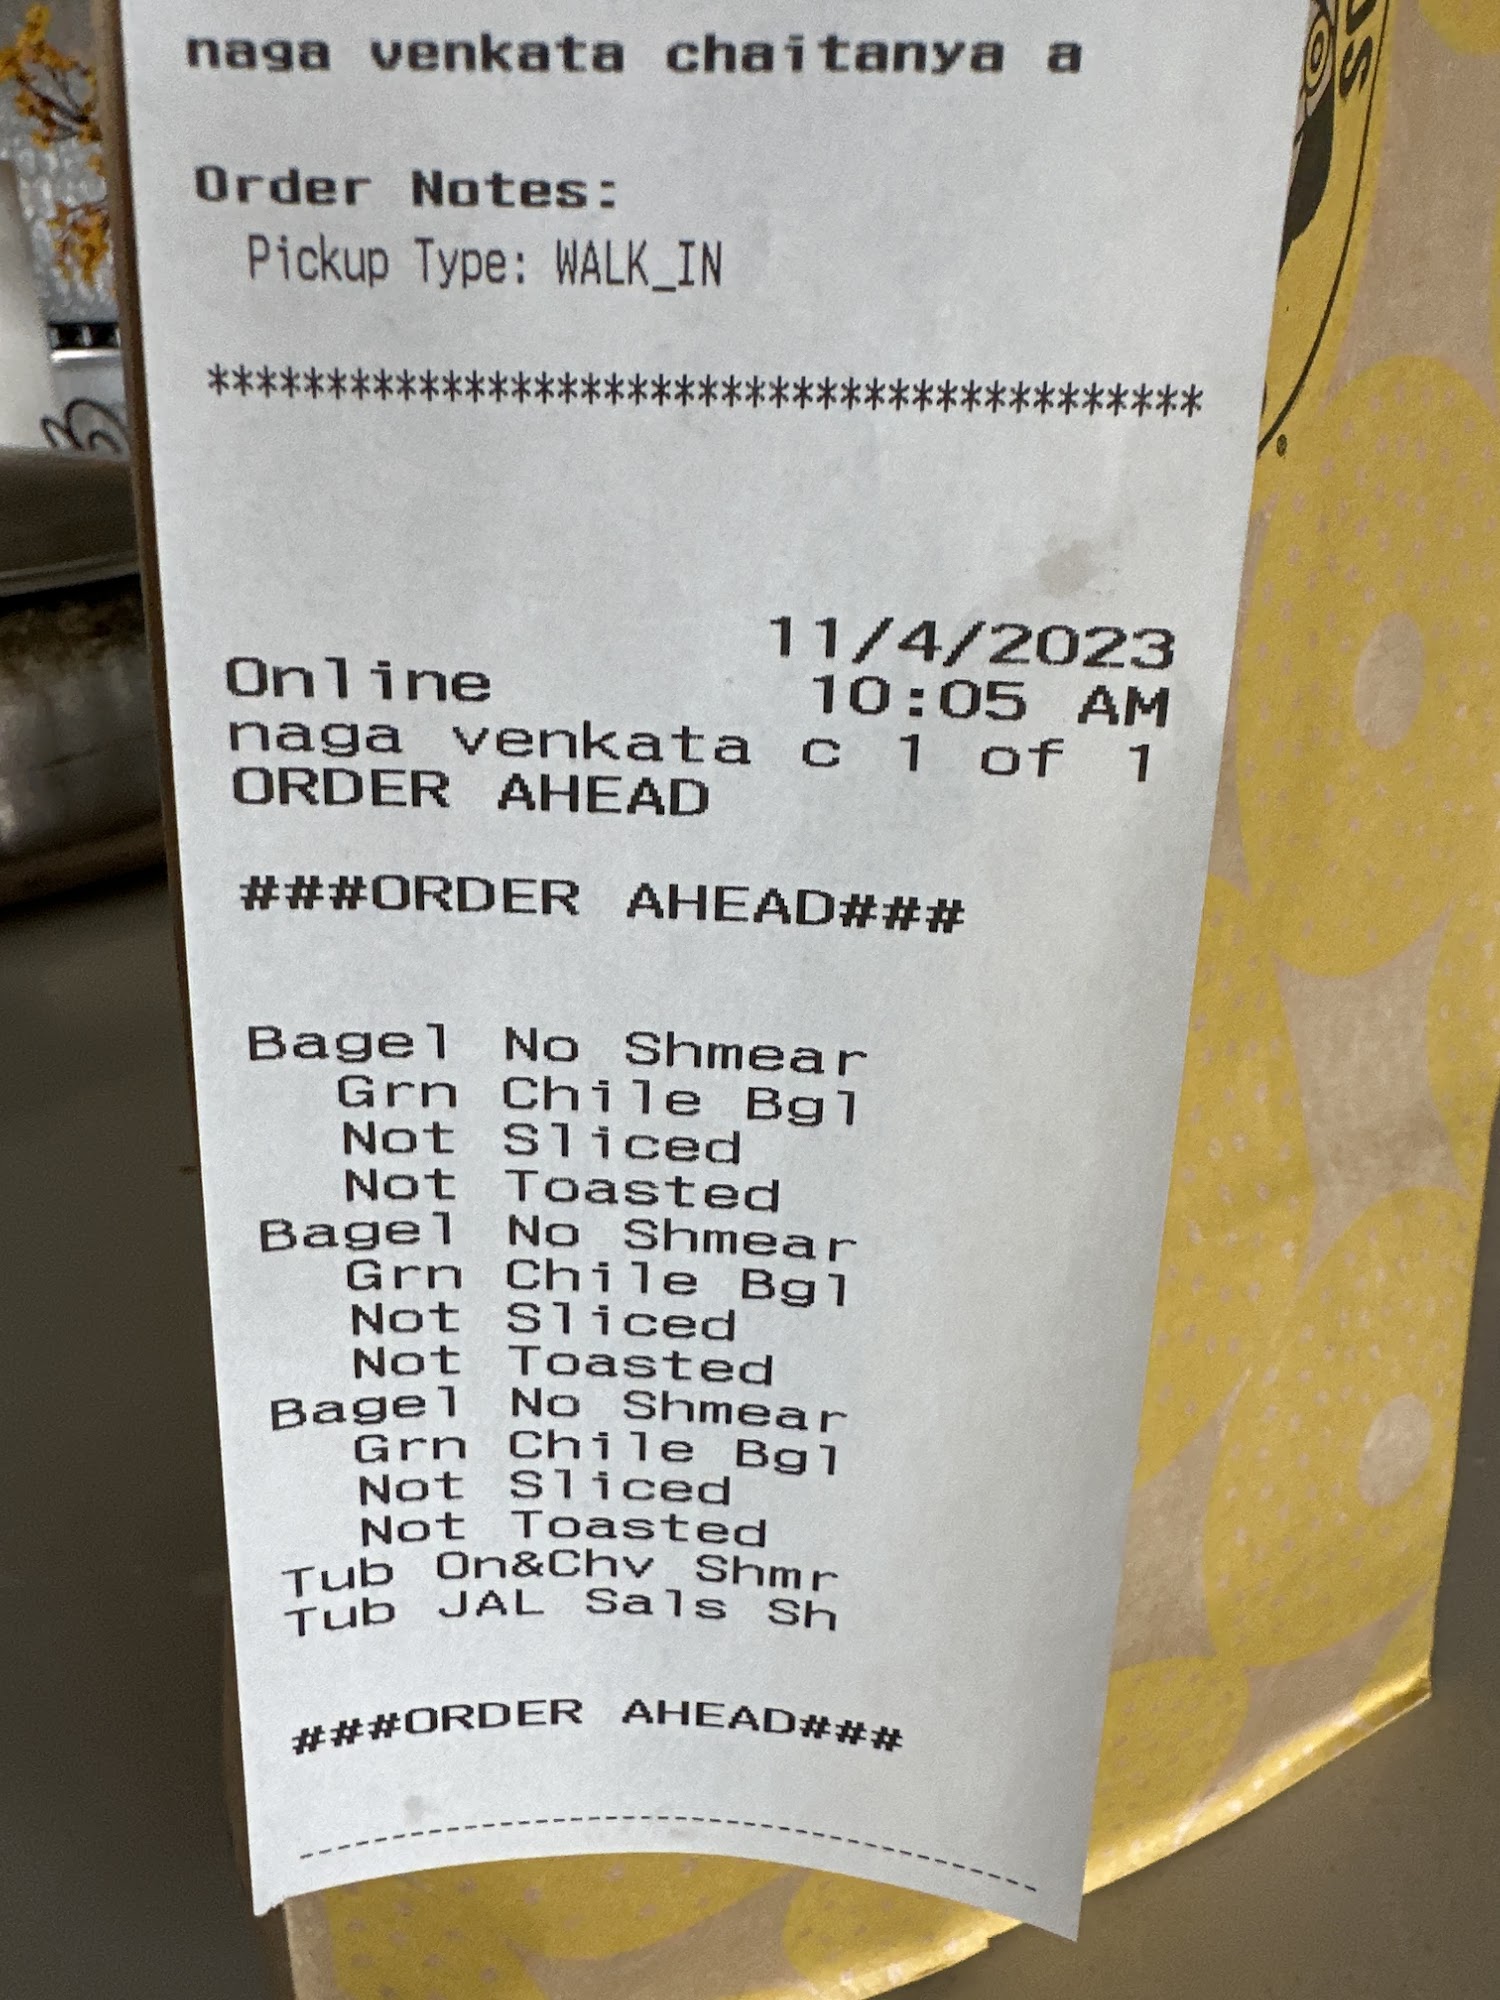 naga venkata chaitanya a
Order Notes:
Pickup Type: WALK_IN
******************************************
11/4/2023
Online 10:05 AM
naga venkata c 1 of 1
ORDER AHEAD
###ORDER AHEAD###
Bagel No Shmear
Grn Chile Bgl
Not Sliced
Not Toasted
Bagel No Shmear
Grn Chile Bgl
Not Sliced
Not Toasted
Bagel No Shmear
Grn Chile Bgl
Not Sliced
Not Toasted
Tub On&Chv Shmr
Tub JAL Sals Sh
###ORDER AHEAD###